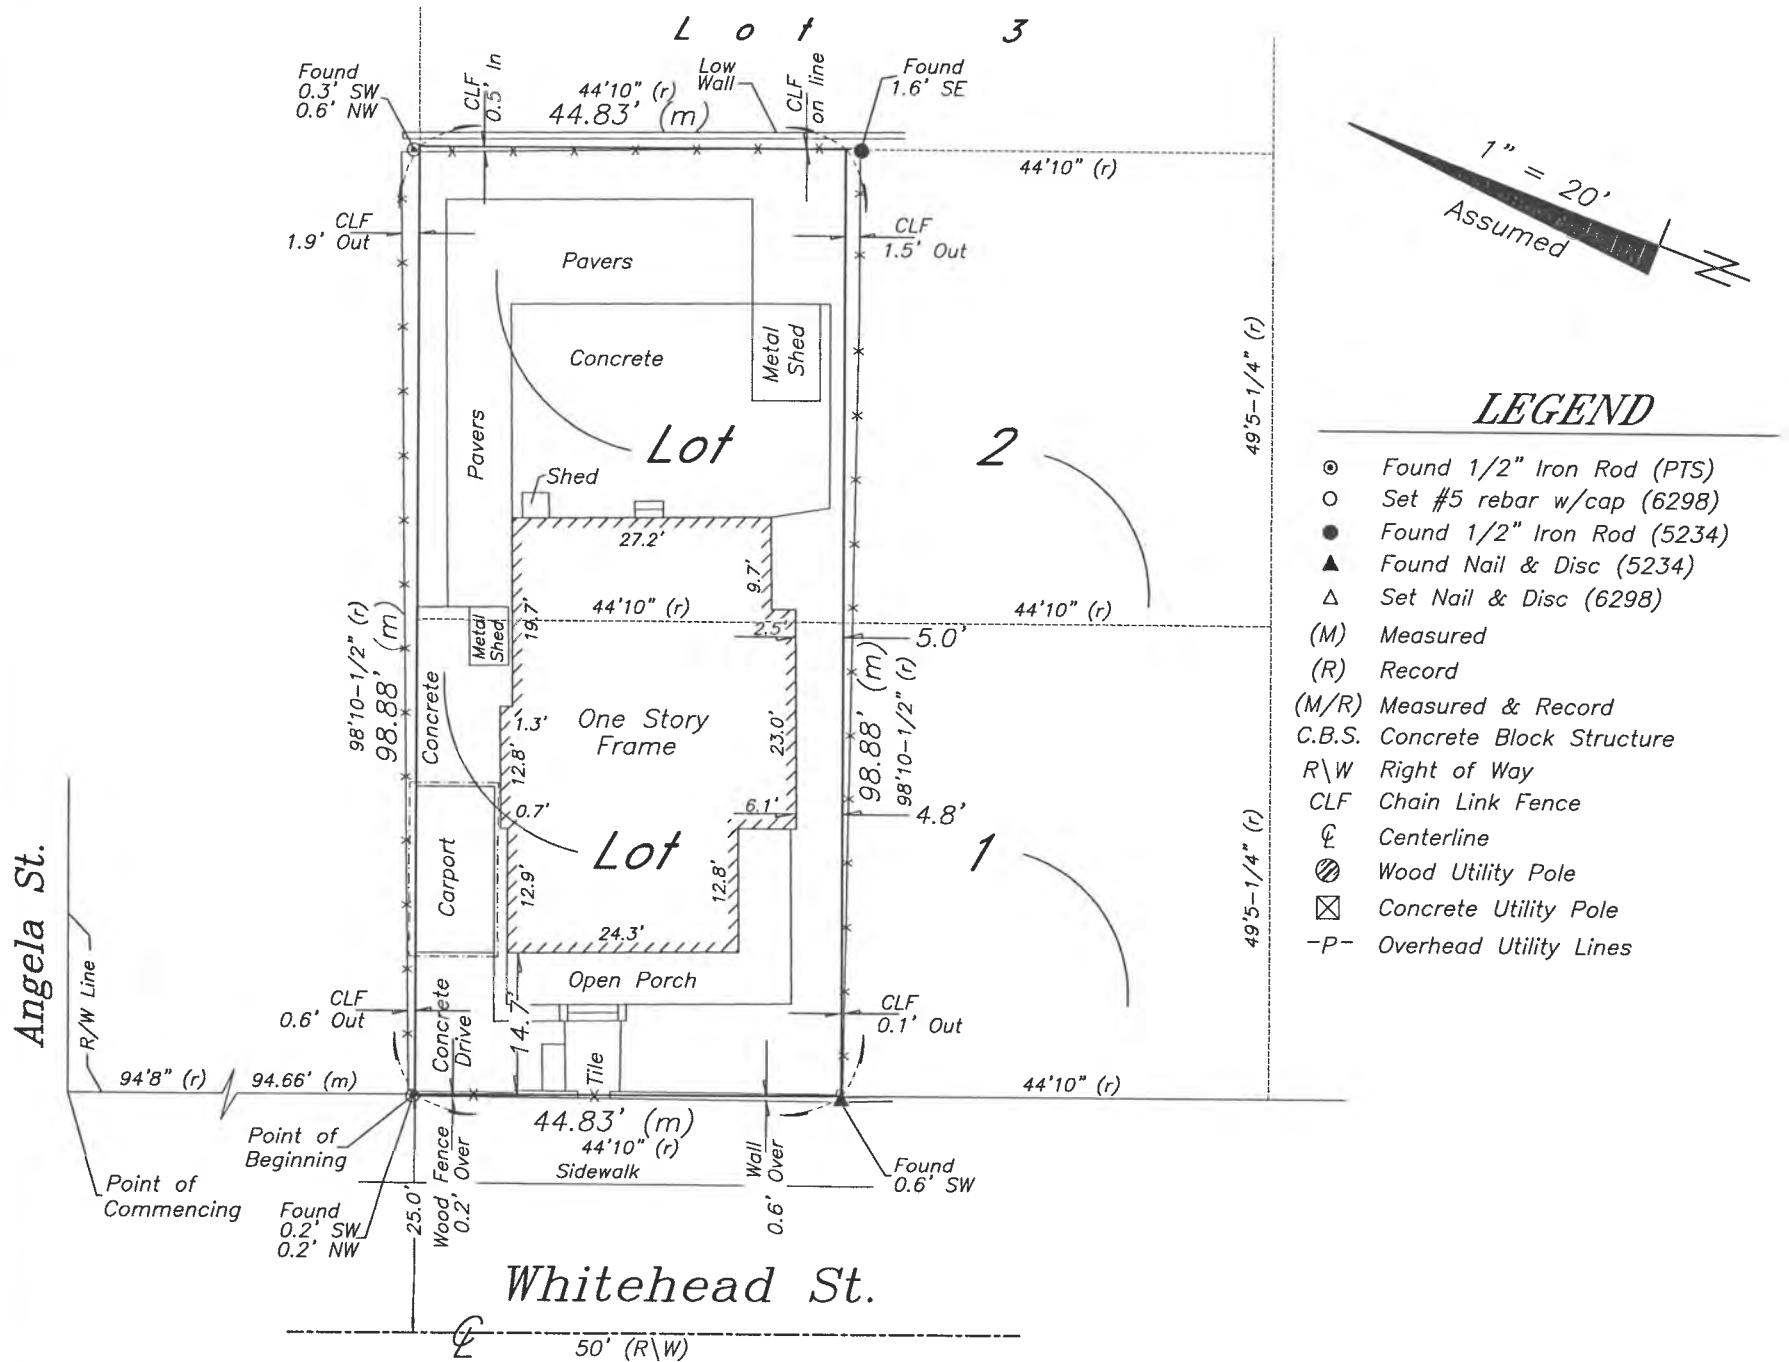 Lot 3
Found
0.3' SW
0.6' NW
CLF
0.5' In
44'10" (r)
44.83' (m)
Low
Wall
CLF
on line
Found
1.6' SE
44'10" (r)
1" = 20'
Assumed
N
CLF
1.9' Out
CLF
1.5' Out
Pavers
Concrete
Metal
Shed
49'5-1/4" (r)
Pavers
Lot 2
Shed
27.2'
9.7'
19.7'
44'10" (r)
44'10" (r)
2.5'
5.0'
Metal
Shed
98'10-1/2" (r)
98.88' (m)
Concrete
1.3'
One Story
Frame
23.0'
98.88' (m)
98'10-1/2" (r)
12.8'
0.7'
6.1'
4.8'
Carport
Lot 1
12.9'
12.8'
49'5-1/4" (r)
24.3'
Open Porch
Angela St.
R/W Line
CLF
0.6' Out
Concrete
Drive
14.7'
Tile
CLF
0.1' Out
94'8" (r)
94.66' (m)
44'10" (r)
44.83' (m)
44'10" (r)
Point of
Beginning
Point of
Commencing
Found
0.2' SW
0.2' NW
25.0'
Wood Fence
0.2' Over
Sidewalk
Wall
0.6' Over
Found
0.6' SW
Whitehead St.
℄
50' (R\W)
LEGEND
Found 1/2" Iron Rod (PTS)
Set #5 rebar w/cap (6298)
Found 1/2" Iron Rod (5234)
Found Nail & Disc (5234)
Set Nail & Disc (6298)
(M) Measured
(R) Record
(M/R) Measured & Record
C.B.S. Concrete Block Structure
R\W Right of Way
CLF Chain Link Fence
℄ Centerline
Wood Utility Pole
Concrete Utility Pole
-P- Overhead Utility Lines